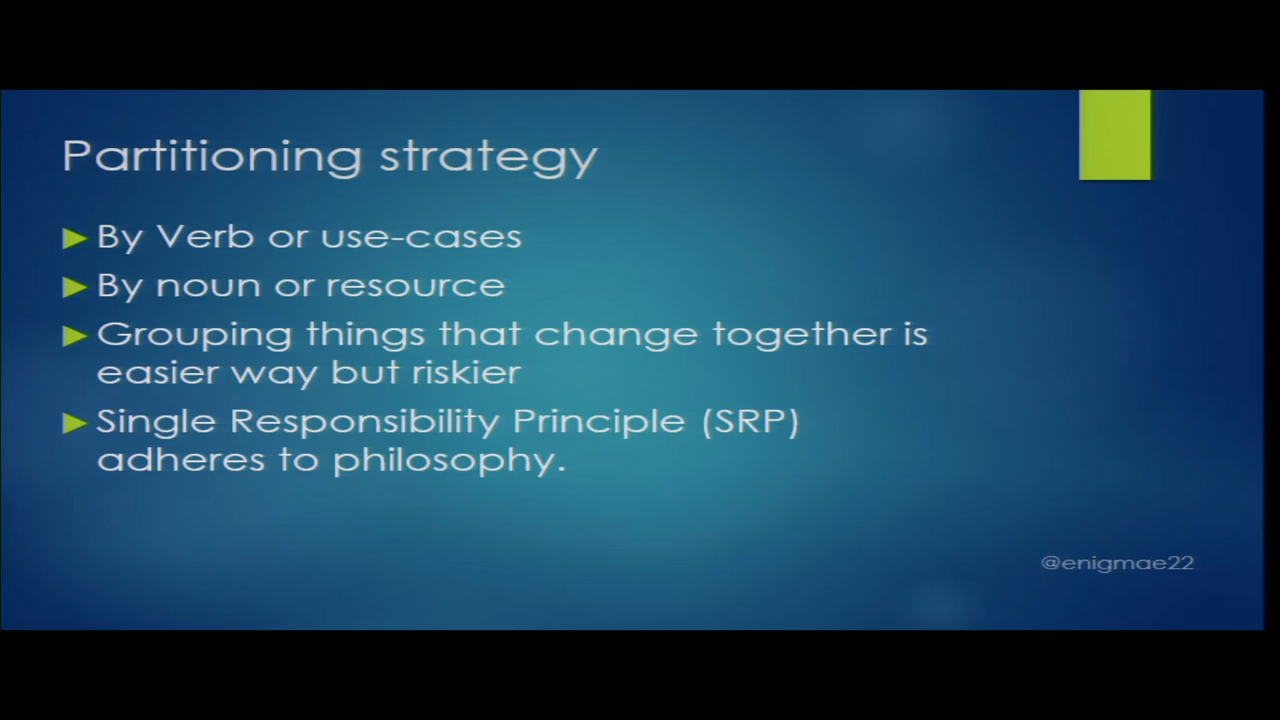 Partitioning strategy
By Verb or use-cases
By noun or resource
Grouping things that change together is
easier way but riskier
Single Responsibility Principle (SRP)
adheres to philosophy.
@enigmae22